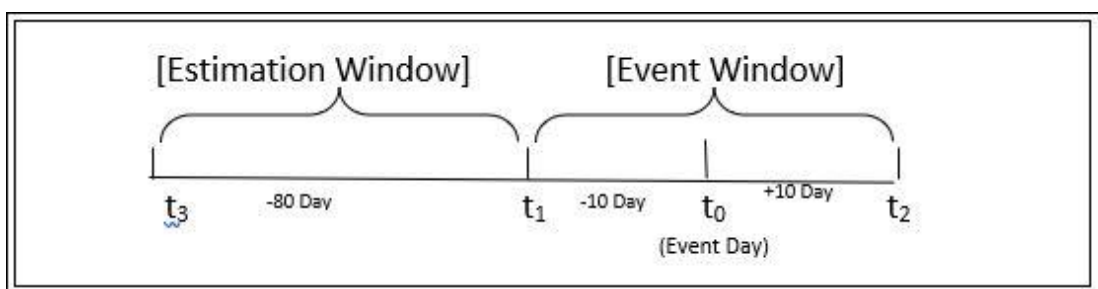 [Estimation Window] [Event Window]
-80 Day -10 Day +10 Day
t₃ t₁ t₀ t₂
(Event Day)